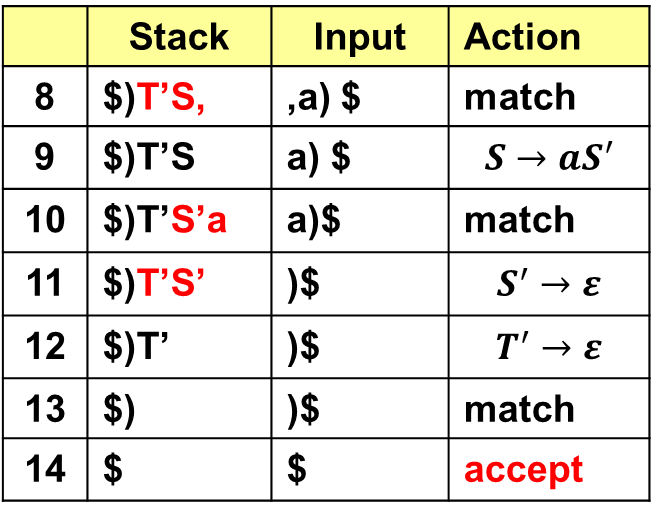 Stack Input Action
8 $)T’S, ,a) $ match
9 $)T’S a) $ S → aS′
10 $)T’S’a a)$ match
11 $)T’S’ )$ S′ → ε
12 $)T’ )$ T′ → ε
13 $) )$ match
14 $ $ accept